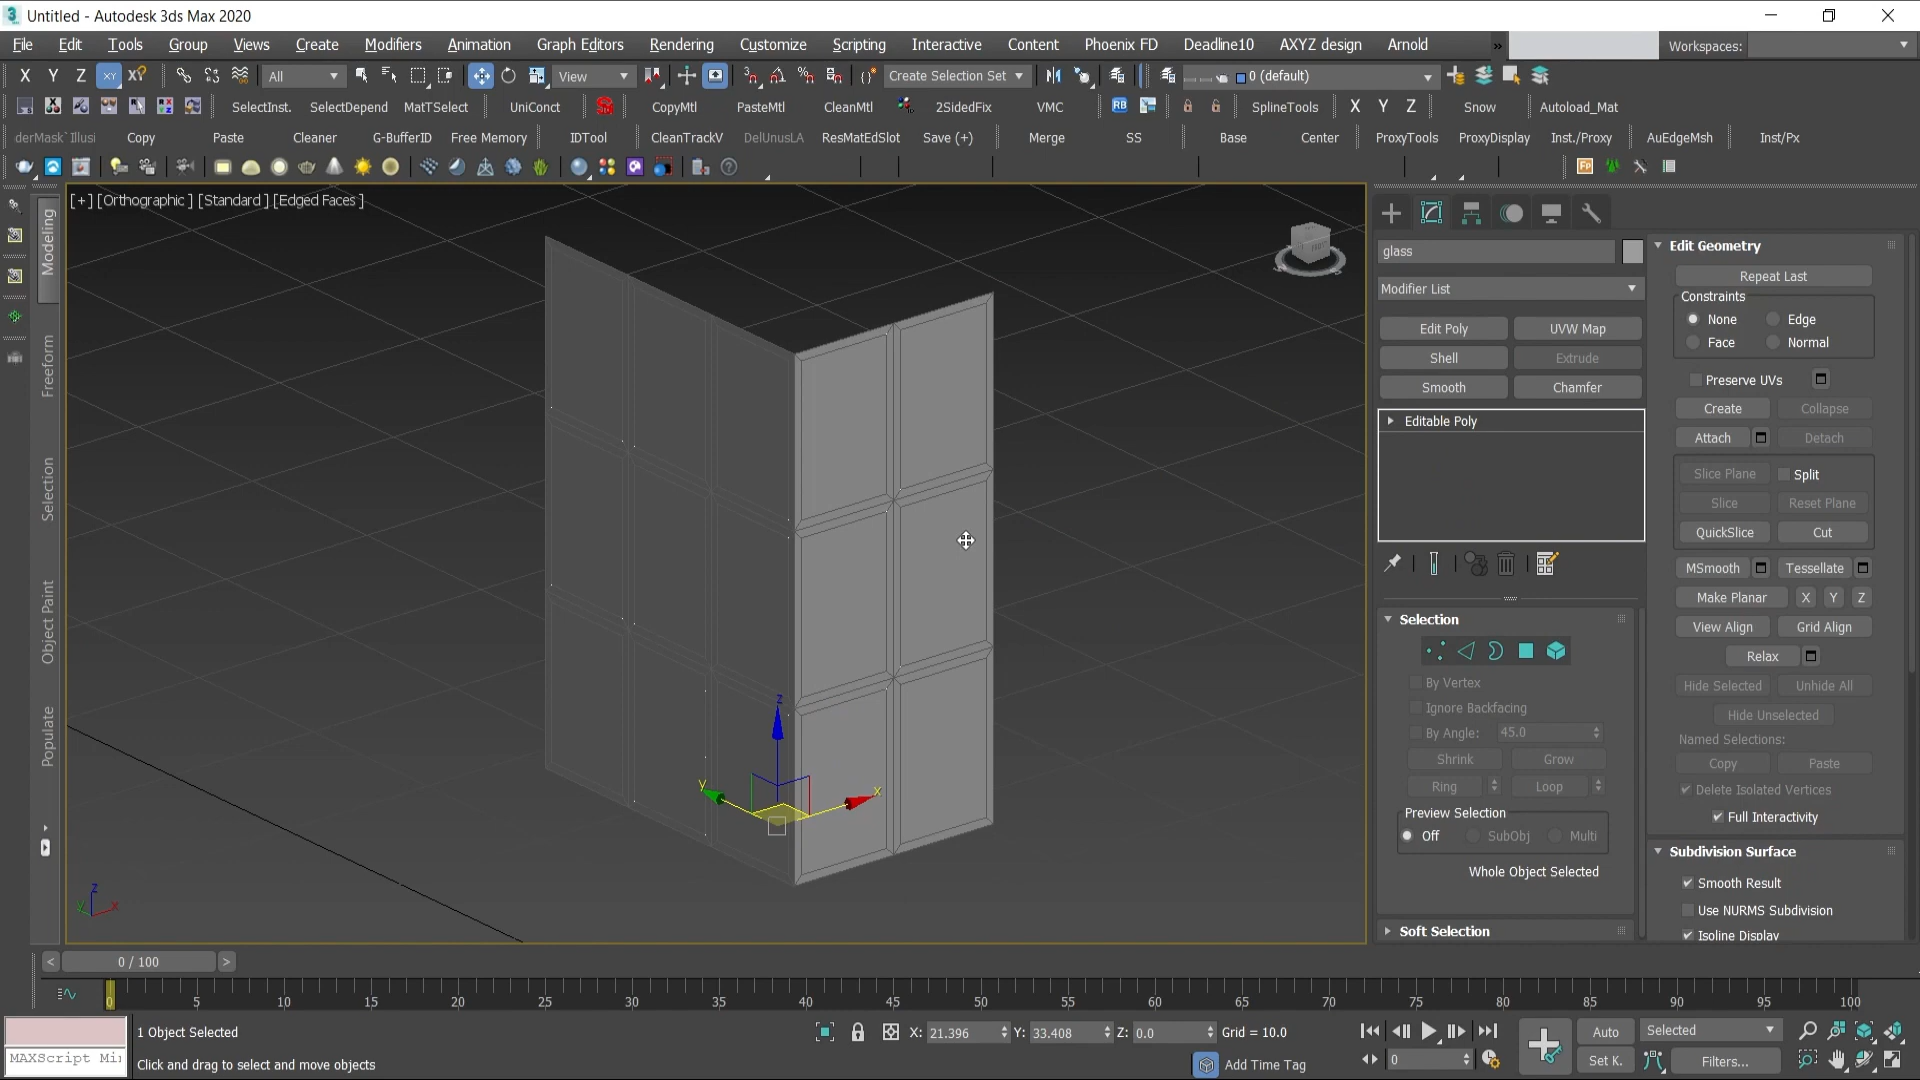 Untitled - Autodesk 3ds Max 2020
File Edit Tools Group Views Create Modifiers Animation Graph Editors Rendering Customize Scripting Interactive Content Phoenix FD Deadline10 AXYZ design Arnold » Workspaces:
X Y Z XY XY All View Create Selection Set 0 (default)
SelectInst. SelectDepend MatTSelect UniConct CopyMtl PasteMtl CleanMtl 2SidedFix VMC RB SplineTools X Y Z Snow Autoload_Mat
derMask`Illusi Copy Paste Cleaner G-BufferID Free Memory IDTool CleanTrackV DelUnusLA ResMatEdSlot Save (+) Merge SS Base Center ProxyTools ProxyDisplay Inst./Proxy AuEdgeMsh Inst/Px
[+] [Orthographic ] [Standard ] [Edged Faces ]
Modeling
Freeform
Selection
Object Paint
Populate
z
y
x
z
x
glass
Modifier List
Edit Poly UVW Map
Shell Extrude
Smooth Chamfer
Editable Poly
Selection
By Vertex
Ignore Backfacing
By Angle: 45.0
Shrink Grow
Ring Loop
Preview Selection
Off SubObj Multi
Whole Object Selected
Soft Selection
Edit Geometry
Repeat Last
Constraints
None Edge
Face Normal
Preserve UVs
Create Collapse
Attach Detach
Slice Plane Split
Slice Reset Plane
QuickSlice Cut
MSmooth Tessellate
Make Planar X Y Z
View Align Grid Align
Relax
Hide Selected Unhide All
Hide Unselected
Named Selections:
Copy Paste
Delete Isolated Vertices
Full Interactivity
Subdivision Surface
Smooth Result
Use NURMS Subdivision
Isoline Display
< 0 / 100 >
0 5 10 15 20 25 30 35 40 45 50 55 60 65 70 75 80 85 90 95 100
1 Object Selected X: 21.396 Y: 33.408 Z: 0.0 Grid = 10.0 Auto Selected
MAXScript Mi Click and drag to select and move objects Add Time Tag 0 Set K. Filters...